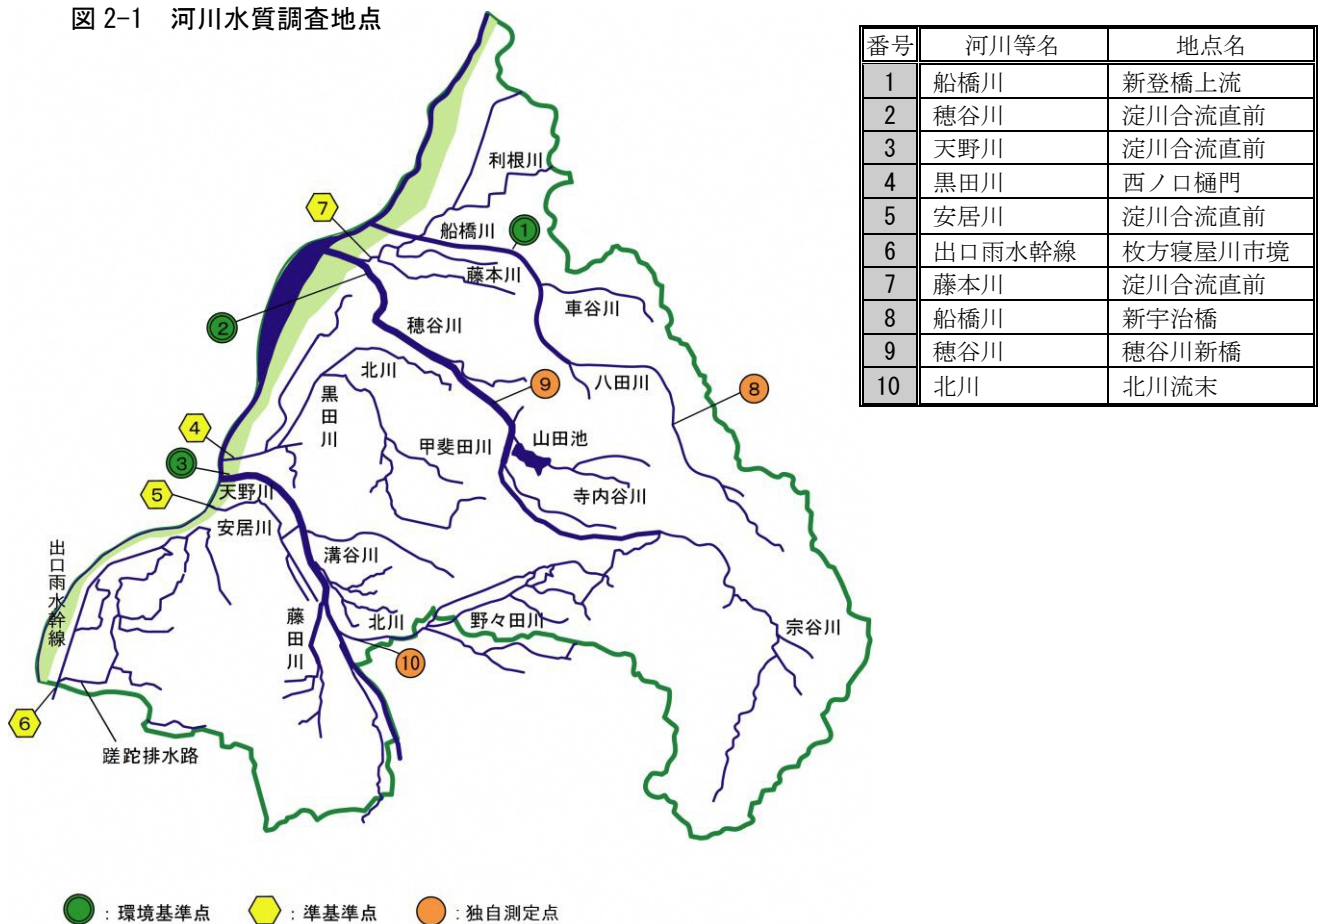 図 2-1　河川水質調査地点
番号 河川等名 地点名
1 船橋川 新登橋上流
2 穂谷川 淀川合流直前
3 天野川 淀川合流直前
4 黒田川 西ノ口樋門
5 安居川 淀川合流直前
6 出口雨水幹線 枚方寝屋川市境
7 藤本川 淀川合流直前
8 船橋川 新宇治橋
9 穂谷川 穂谷川新橋
10 北川 北川流末
利根川
7
船橋川
1
藤本川
車谷川
2
穂谷川
北川
9
八田川
8
黒田川
4
甲斐田川
山田池
3
天野川
5
寺内谷川
安居川
溝谷川
出口雨水幹線
藤田川
北川
野々田川
宗谷川
10
6
蹉跎排水路
：環境基準点
：準基準点
：独自測定点